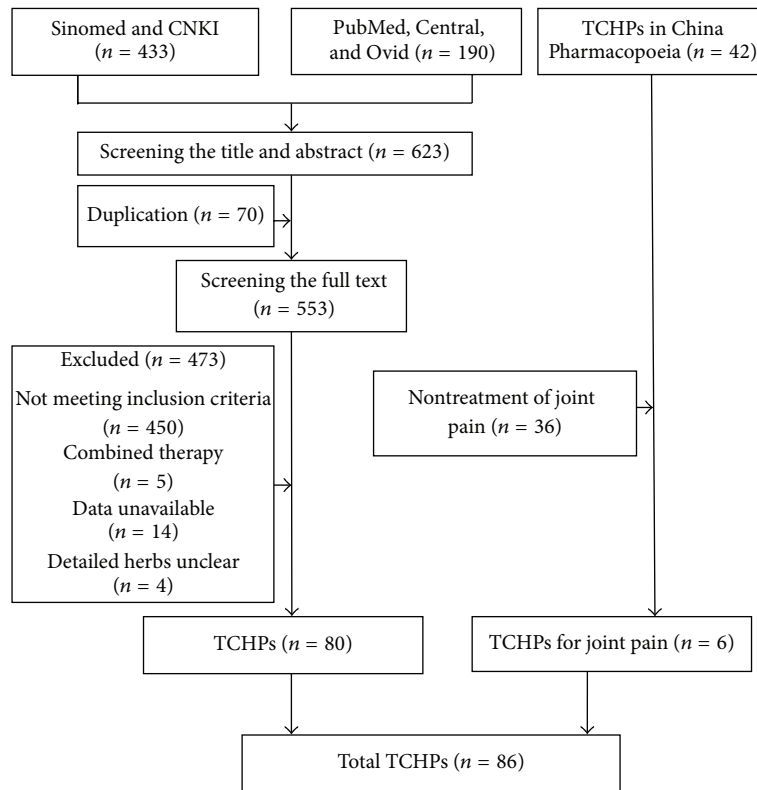 Sinomed and CNKI
(n = 433)
PubMed, Central,
and Ovid (n = 190)
TCHPs in China
Pharmacopoeia (n = 42)
Screening the title and abstract (n = 623)
Duplication (n = 70)
Screening the full text
(n = 553)
Excluded (n = 473)
Not meeting inclusion criteria
(n = 450)
Combined therapy
(n = 5)
Data unavailable
(n = 14)
Detailed herbs unclear
(n = 4)
Nontreatment of joint
pain (n = 36)
TCHPs (n = 80)
TCHPs for joint pain (n = 6)
Total TCHPs (n = 86)